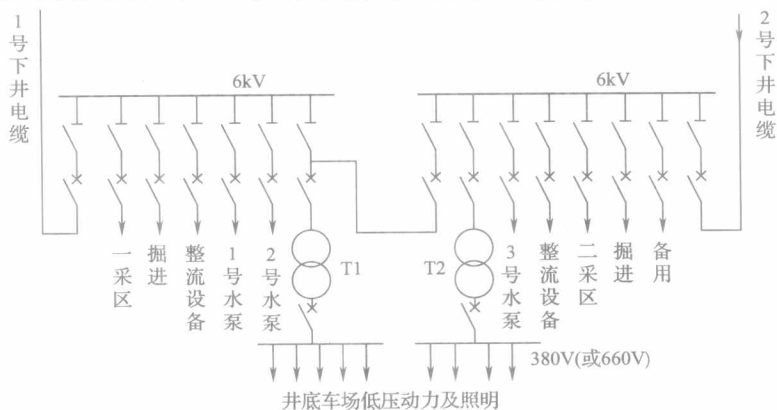 1号下井电缆
2号下井电缆
6kV
6kV
一采区
掘进
整流设备
1号水泵
2号水泵
T1
T2
3号水泵
整流设备
二采区
掘进
备用
380V(或660V)
井底车场低压动力及照明